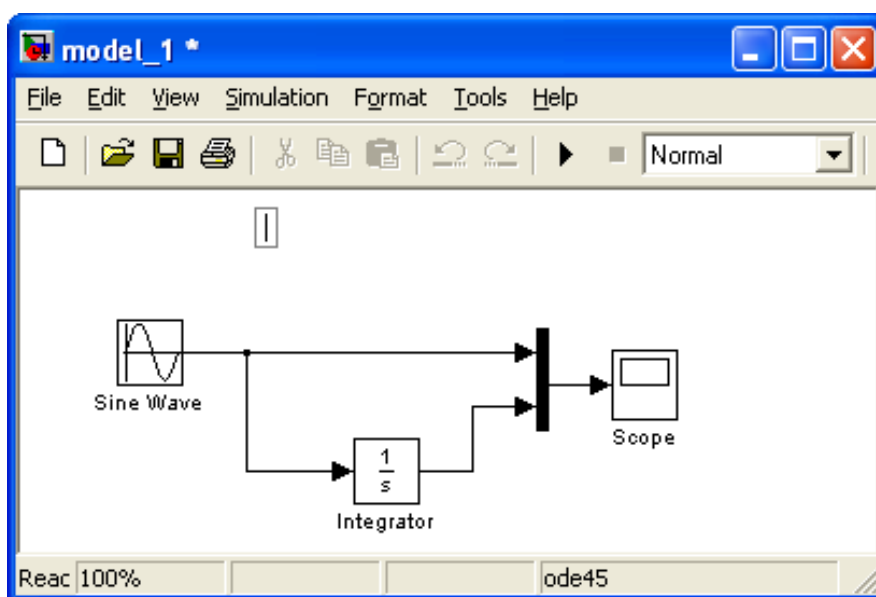 model_1 *
File Edit View Simulation Format Tools Help
Normal
Sine Wave
1
s
Integrator
Scope
Reac 100% ode45